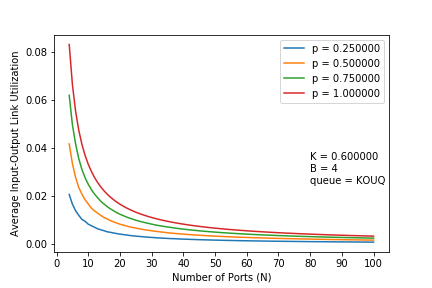 0.08
0.06
0.04
0.02
0.00
Average Input-Output Link Utilization
p = 0.250000
p = 0.500000
p = 0.750000
p = 1.000000
K = 0.600000
B = 4
queue = KOUQ
0 10 20 30 40 50 60 70 80 90 100
Number of Ports (N)